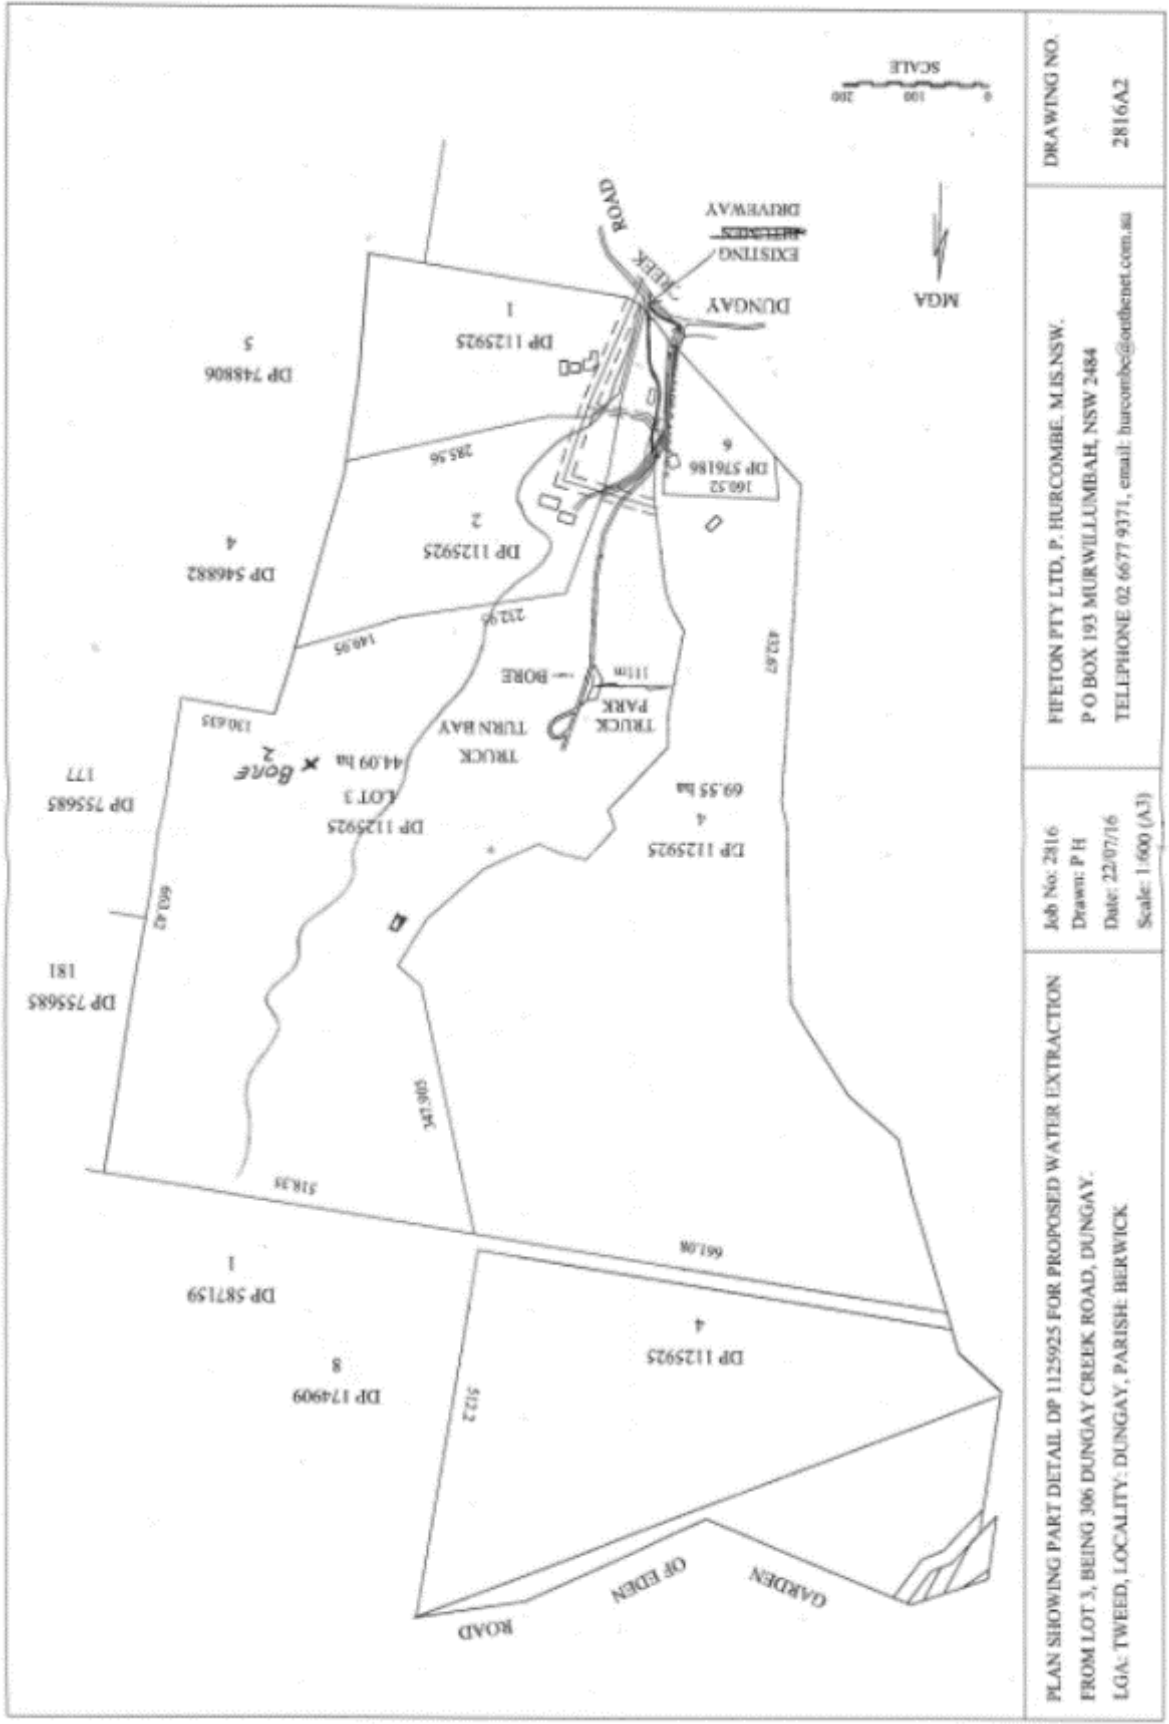 SCALE
200 100 0
MGA
ROAD
CREEK
DUNGAY
EXISTING
DRIVEWAY
1
DP 1125925
5
DP 748806
285.56
6
DP 576186
160.52
2
DP 1125925
4
DP 546882
149.95
232.95
432.67
BORE
111m
TRUCK
PARK
TRUCK
TURN BAY
130.635
BORE
2
X
44.09 ha
LOT 3
DP 1125925
177
DP 755685
69.55 ha
4
DP 1125925
663.42
181
DP 755685
347.905
518.35
661.08
1
DP 587159
4
DP 1125925
8
DP 174909
512.2
ROAD
OF EDEN
GARDEN
PLAN SHOWING PART DETAIL DP 1125925 FOR PROPOSED WATER EXTRACTION
FROM LOT 3, BEING 306 DUNGAY CREEK ROAD, DUNGAY.
LGA: TWEED, LOCALITY: DUNGAY, PARISH: BERWICK
Job No: 2816
Drawn: P H
Date: 22/07/16
Scale: 1:600 (A3)
FIFETON PTY LTD, P. HURCOMBE, M.IS.NSW.
P O BOX 193 MURWILLUMBAH, NSW 2484
TELEPHONE 02 6677 9371, email: hurcombe@onthenet.com.au
DRAWING NO.
2816A2